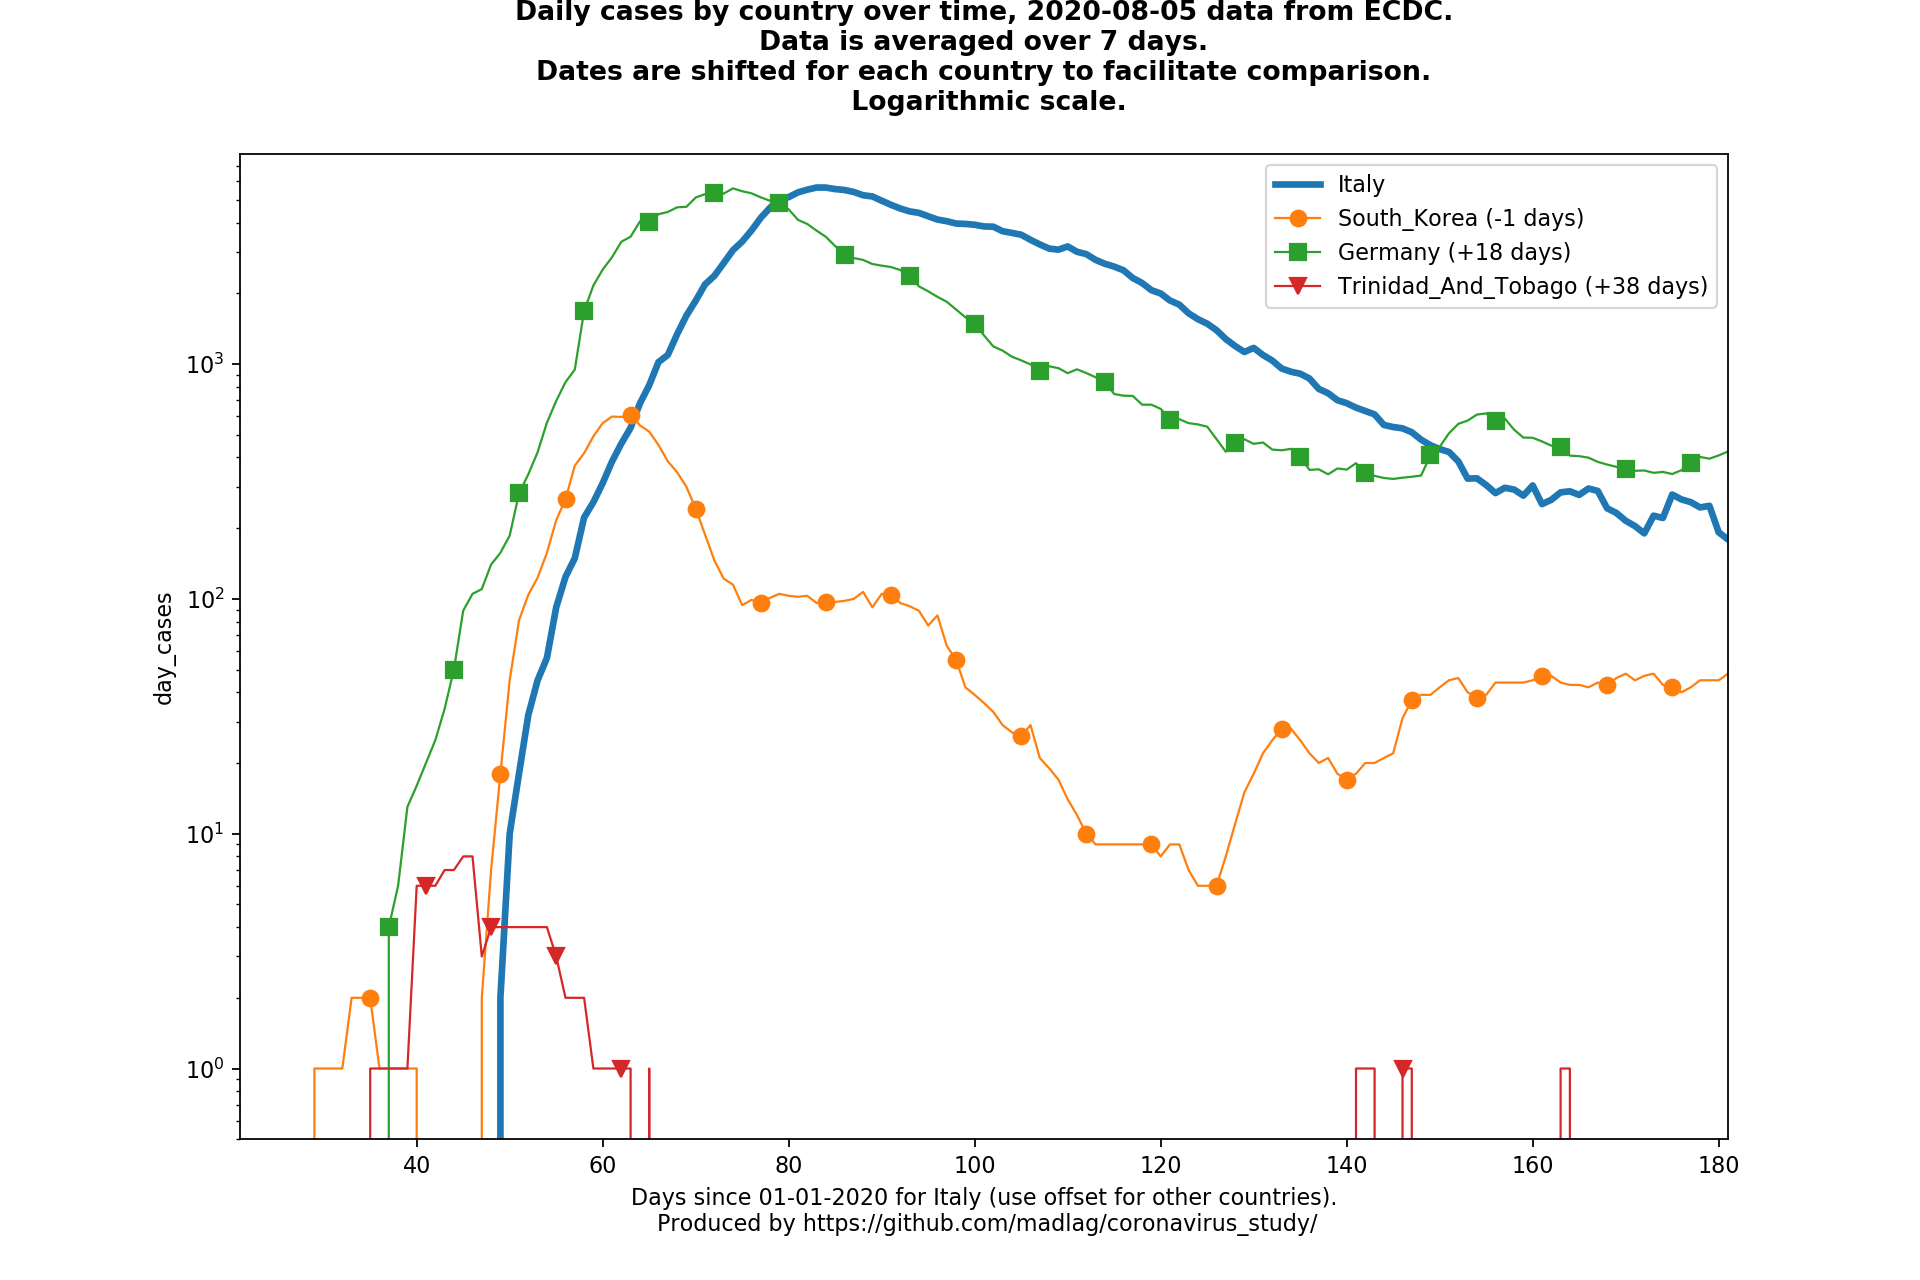 Daily cases by country over time, 2020-08-05 data from ECDC.
Data is averaged over 7 days.
Dates are shifted for each country to facilitate comparison.
Logarithmic scale.
Italy
South_Korea (-1 days)
Germany (+18 days)
Trinidad_And_Tobago (+38 days)
10³
10²
10¹
10⁰
day_cases
40 60 80 100 120 140 160 180
Days since 01-01-2020 for Italy (use offset for other countries).
Produced by https://github.com/madlag/coronavirus_study/